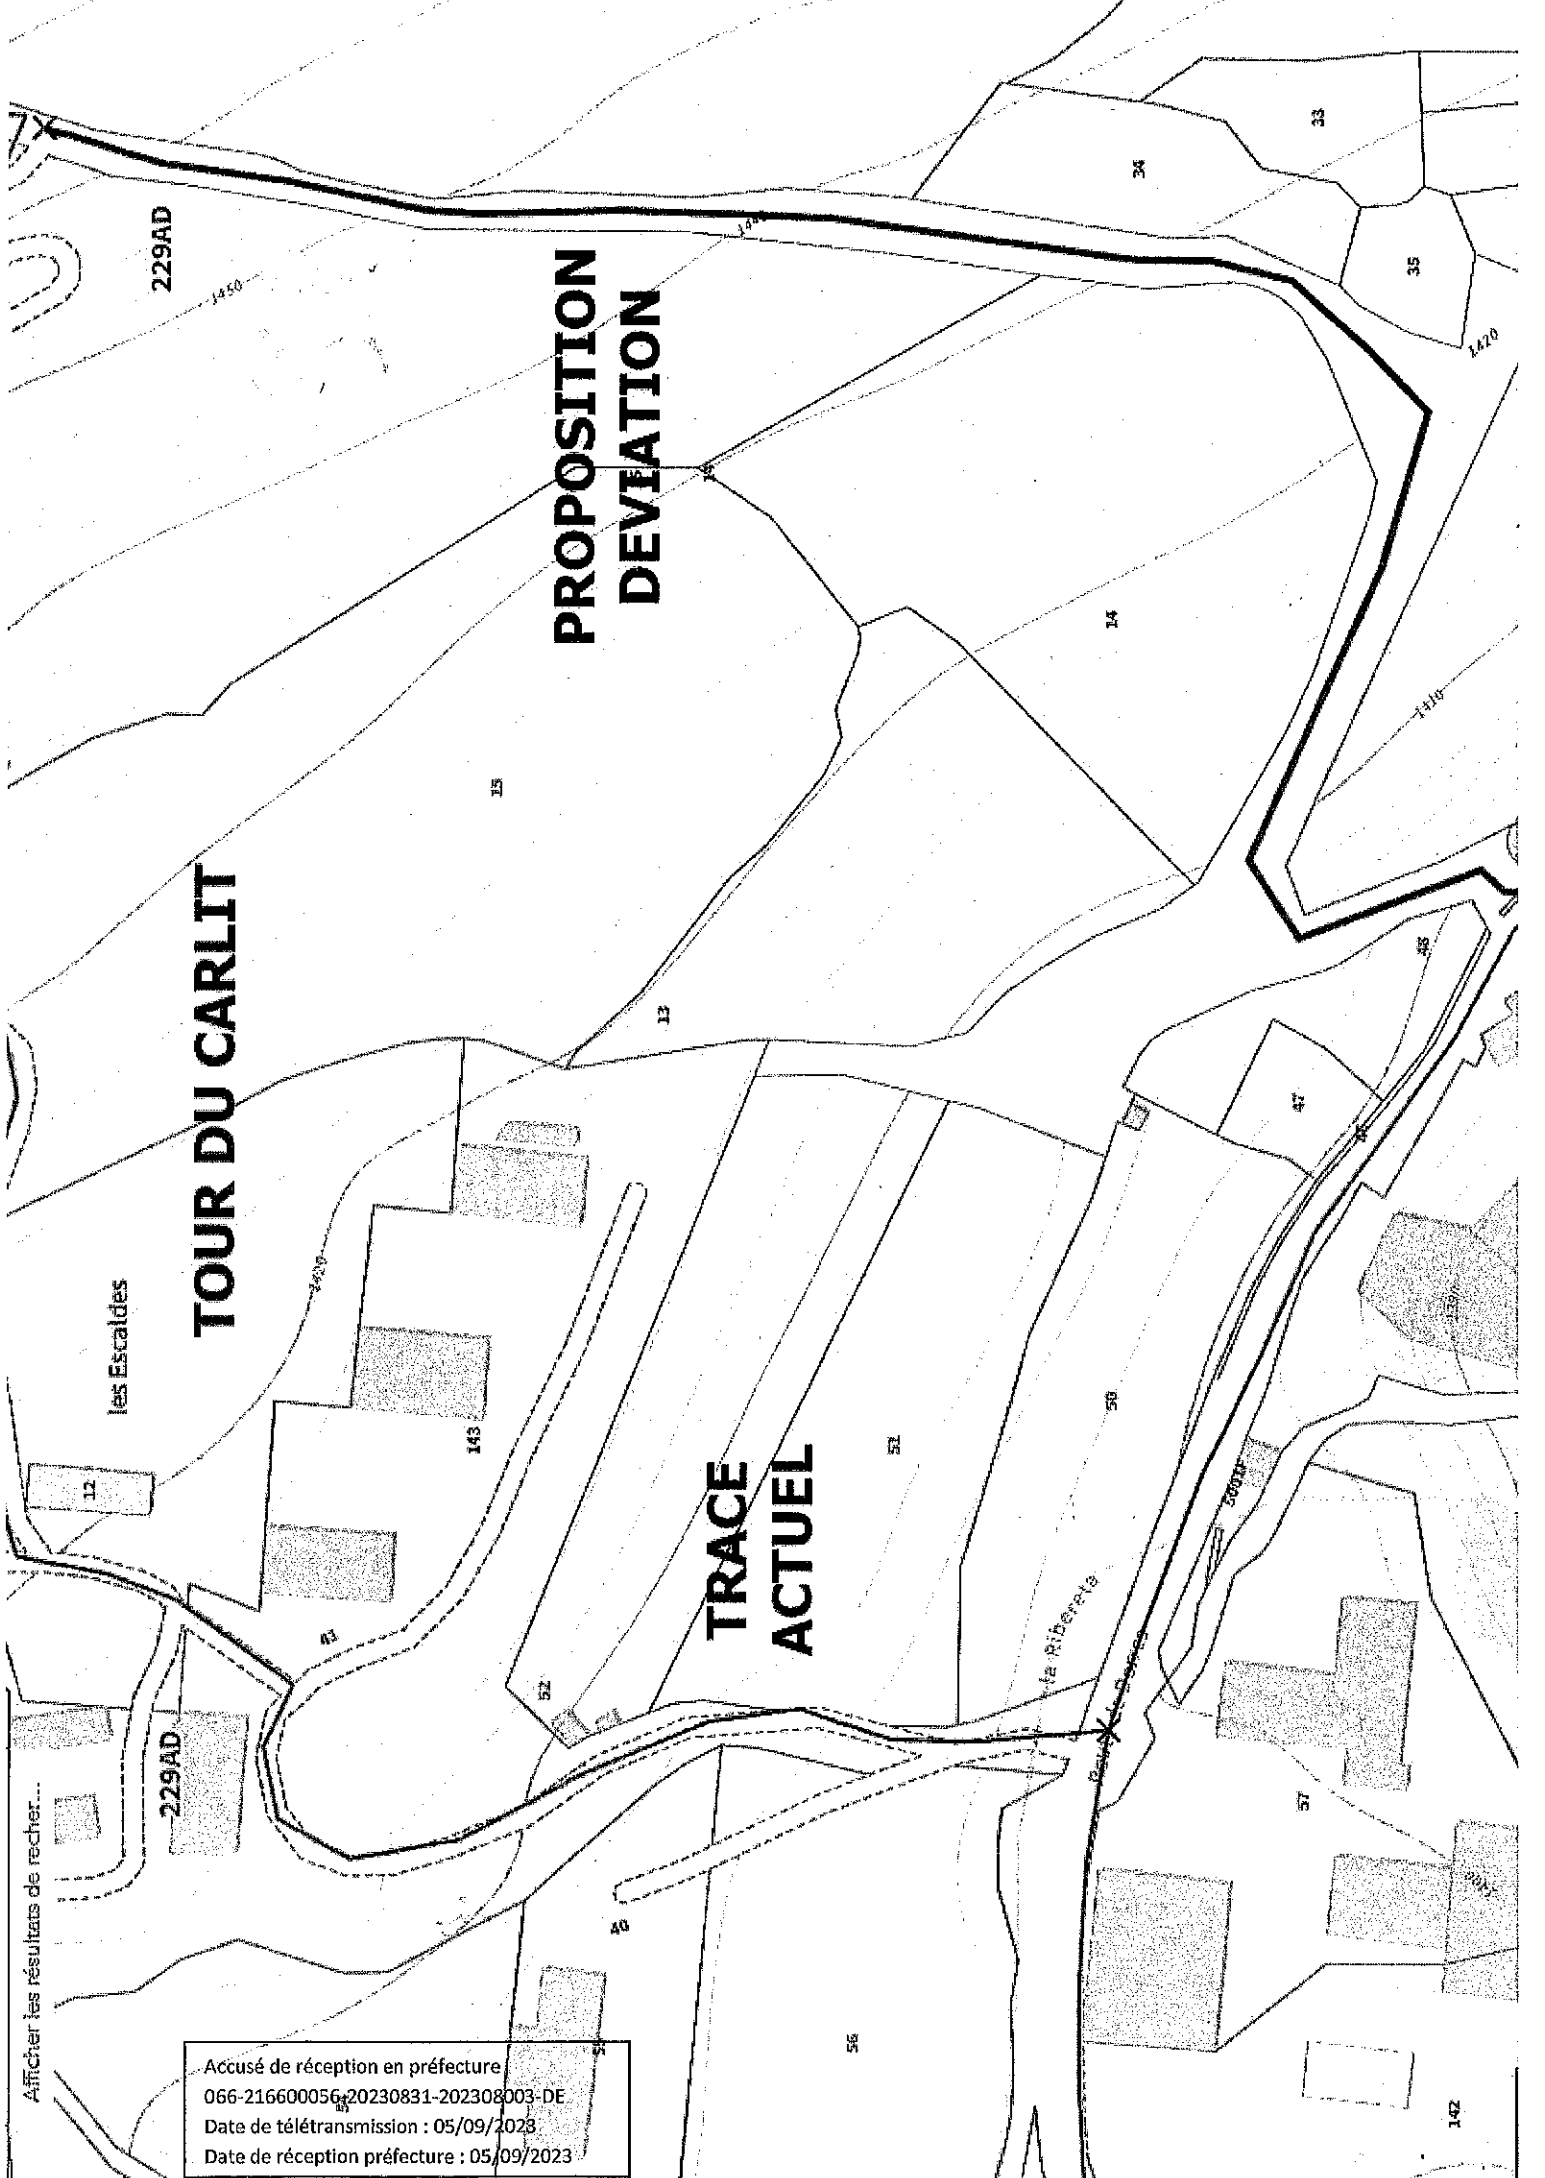 Afficher les résultats de recher...
TOUR DU CARLIT
PROPOSITION
DEVIATION
TRACE
ACTUEL
les Escaldes
229AD
229AD
1450
1420
1420
1410
33
34
35
14
15
13
12
143
43
52
51
50
47
48
40
56
57
142
la Ribereta
Accusé de réception en préfecture
066-216600056-20230831-202308003-DE
Date de télétransmission : 05/09/2023
Date de réception préfecture : 05/09/2023